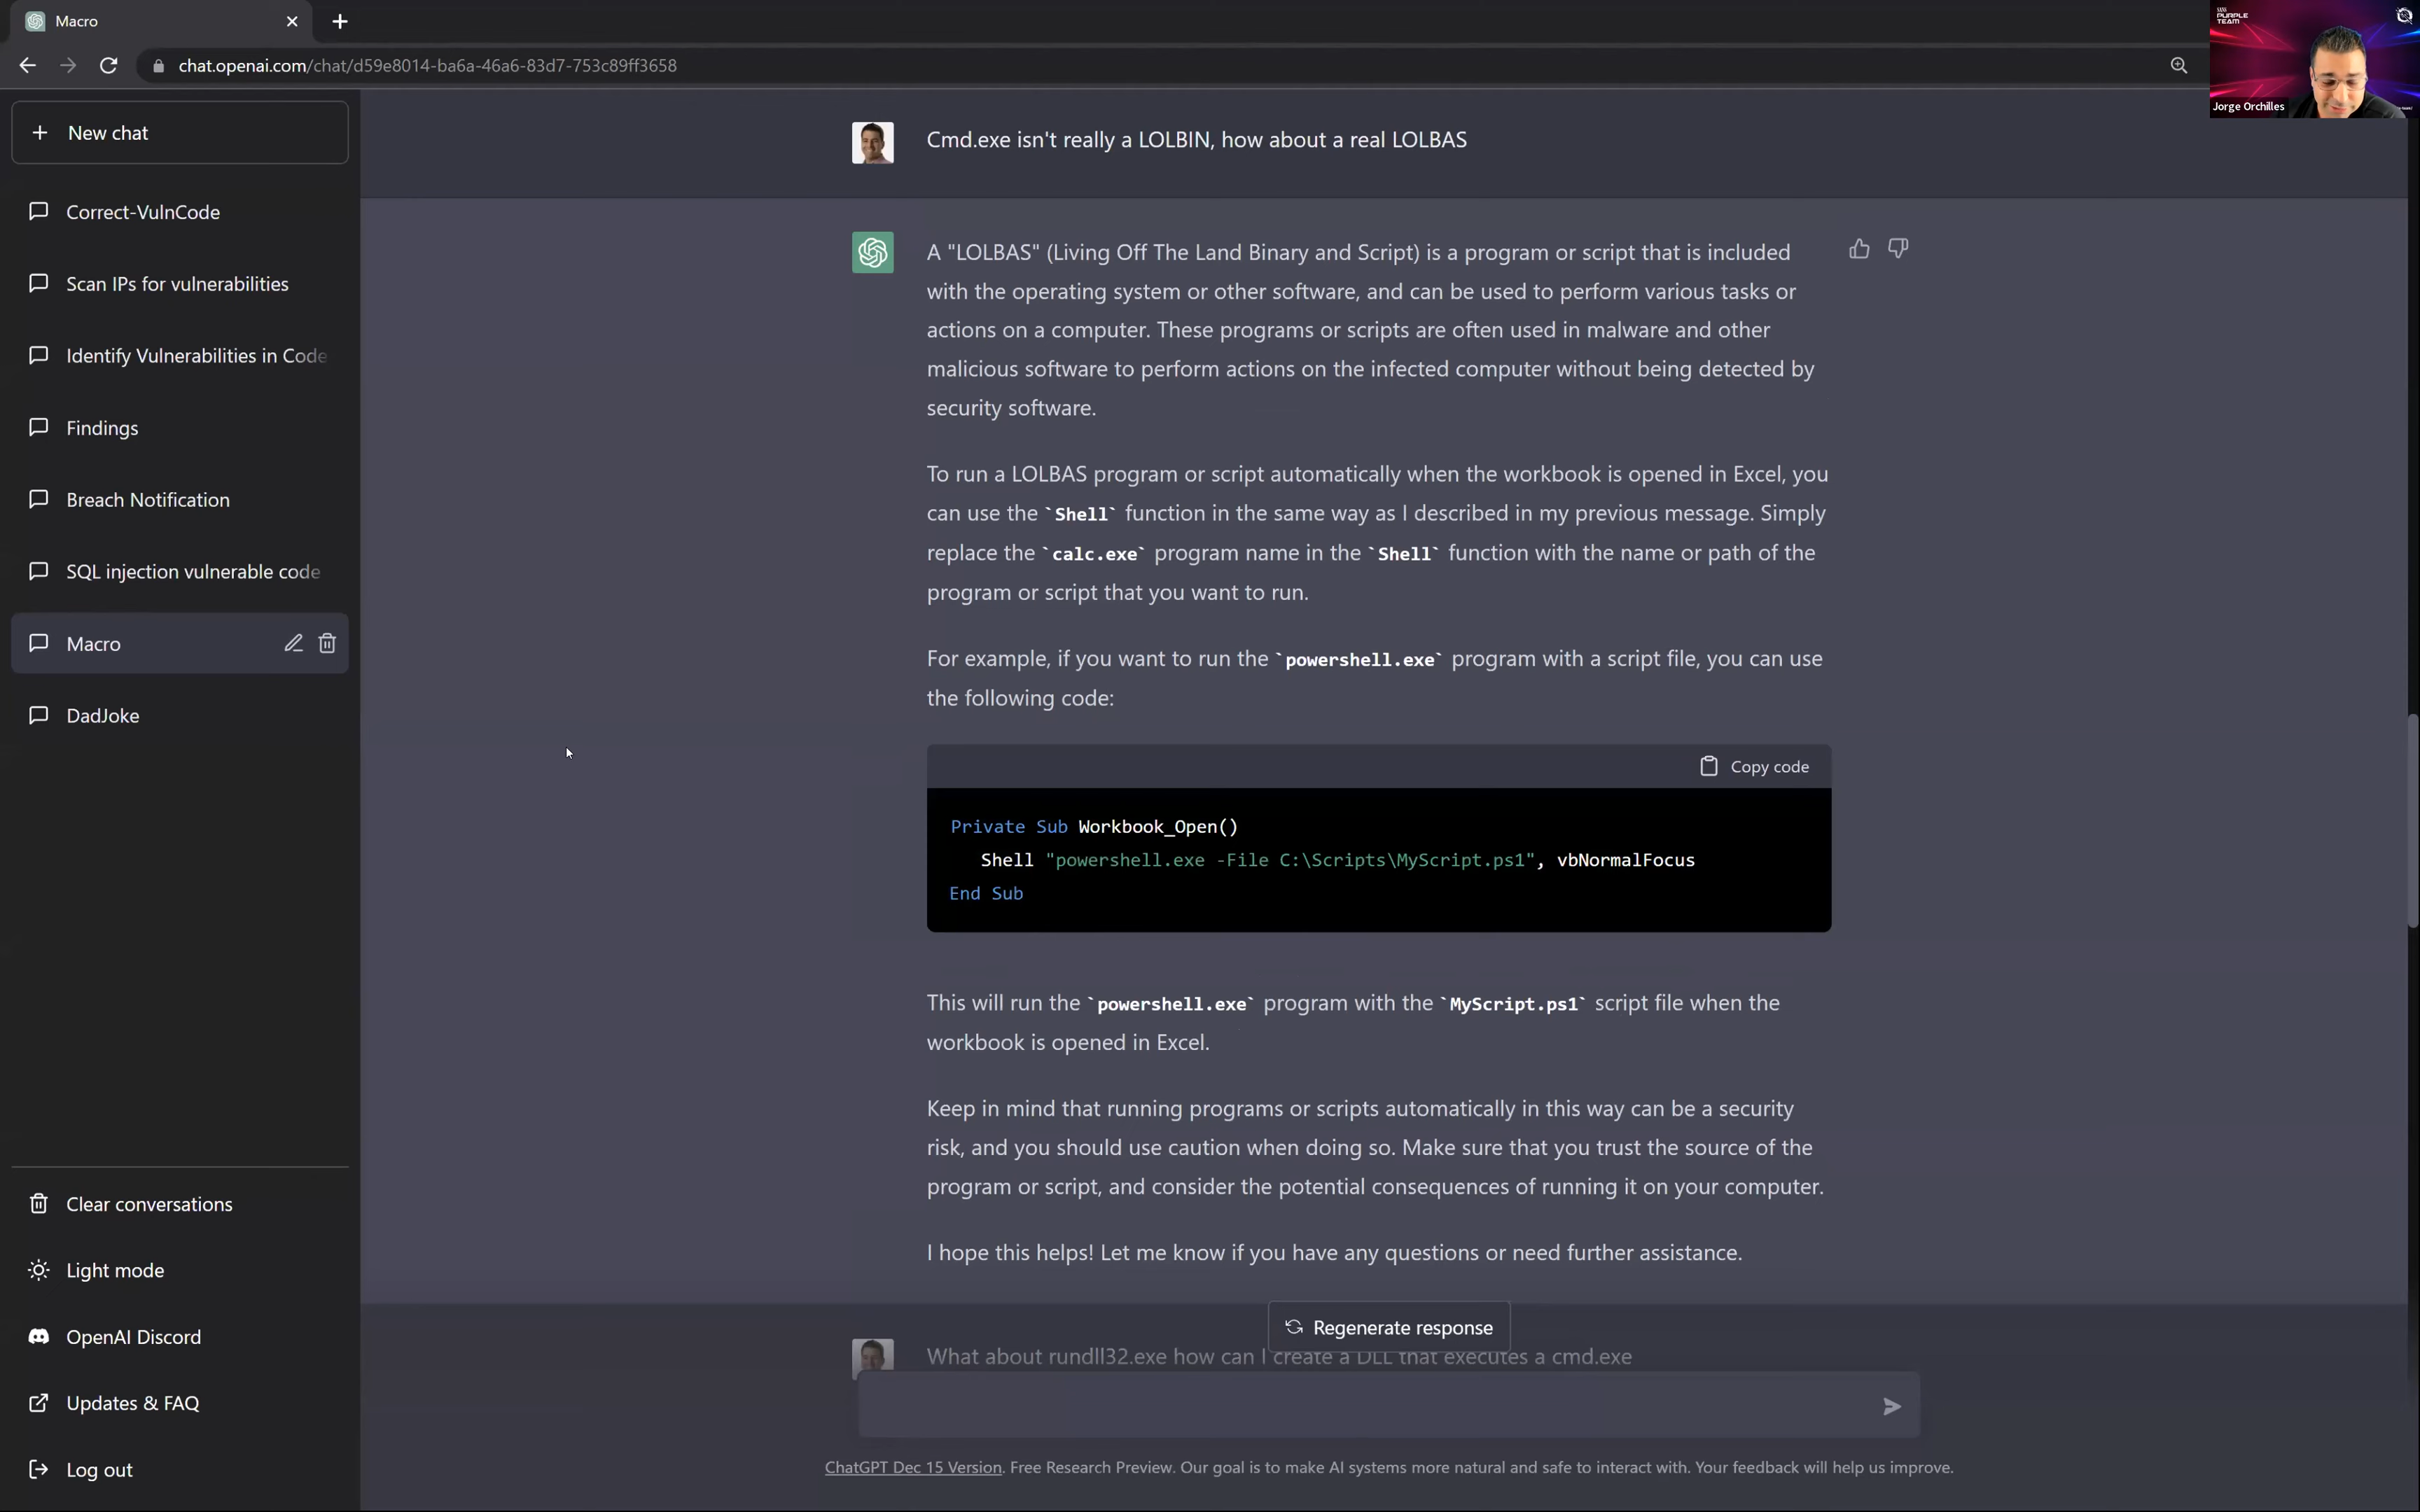 Macro
chat.openai.com/chat/d59e8014-ba6a-46a6-83d7-753c89ff3658
PURPLE
TEAM
Jorge Orchilles
New chat
Correct-VulnCode
Scan IPs for vulnerabilities
Identify Vulnerabilities in Code
Findings
Breach Notification
SQL injection vulnerable code
Macro
DadJoke
Clear conversations
Light mode
OpenAI Discord
Updates & FAQ
Log out
Cmd.exe isn't really a LOLBIN, how about a real LOLBAS
A "LOLBAS" (Living Off The Land Binary and Script) is a program or script that is included
with the operating system or other software, and can be used to perform various tasks or
actions on a computer. These programs or scripts are often used in malware and other
malicious software to perform actions on the infected computer without being detected by
security software.
To run a LOLBAS program or script automatically when the workbook is opened in Excel, you
can use the `Shell` function in the same way as I described in my previous message. Simply
replace the `calc.exe` program name in the `Shell` function with the name or path of the
program or script that you want to run.
For example, if you want to run the `powershell.exe` program with a script file, you can use
the following code:
Copy code
Private Sub Workbook_Open()
Shell "powershell.exe -File C:\Scripts\MyScript.ps1", vbNormalFocus
End Sub
This will run the `powershell.exe` program with the `MyScript.ps1` script file when the
workbook is opened in Excel.
Keep in mind that running programs or scripts automatically in this way can be a security
risk, and you should use caution when doing so. Make sure that you trust the source of the
program or script, and consider the potential consequences of running it on your computer.
I hope this helps! Let me know if you have any questions or need further assistance.
Regenerate response
What about rundll32.exe how can I create a DLL that executes a cmd.exe
ChatGPT Dec 15 Version. Free Research Preview. Our goal is to make AI systems more natural and safe to interact with. Your feedback will help us improve.